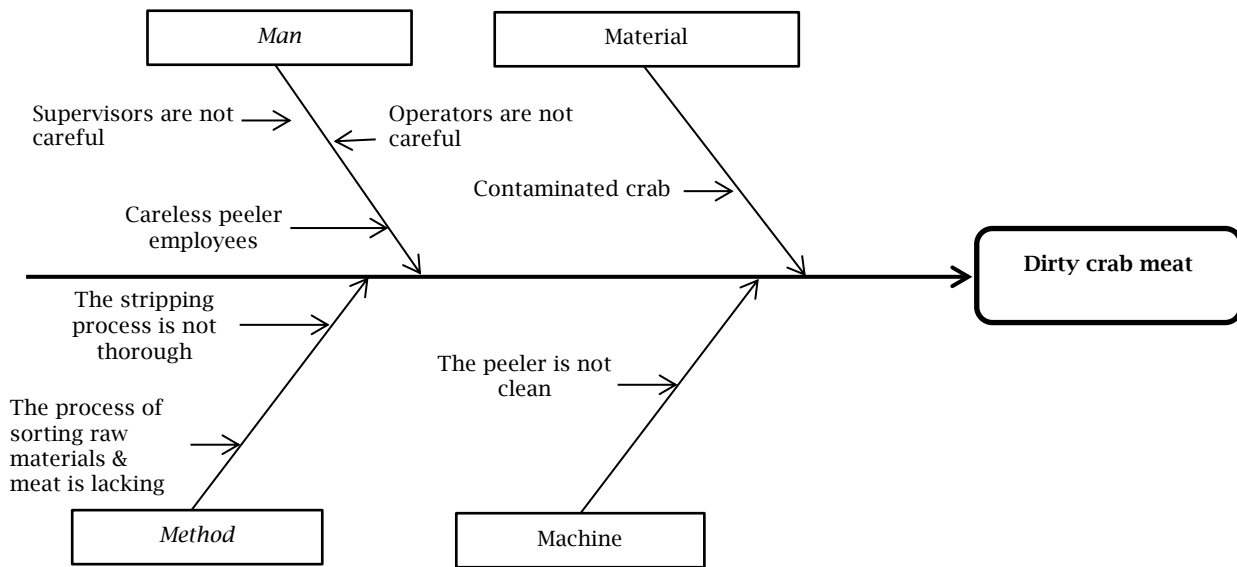 Man
Material
Supervisors are not
careful
Operators are not
careful
Contaminated crab
Careless peeler
employees
Dirty crab meat
The stripping
process is not
thorough
The peeler is not
clean
The process of
sorting raw
materials &
meat is lacking
Method
Machine